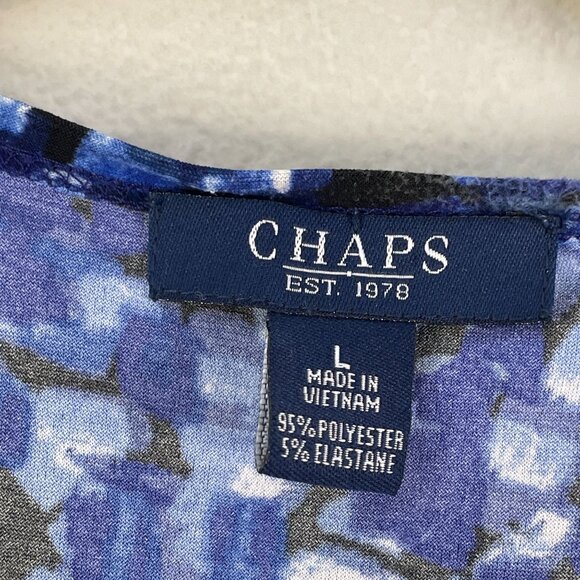 CHAPS
EST. 1978
L
MADE IN
VIETNAM
95% POLYESTER
5% ELASTANE